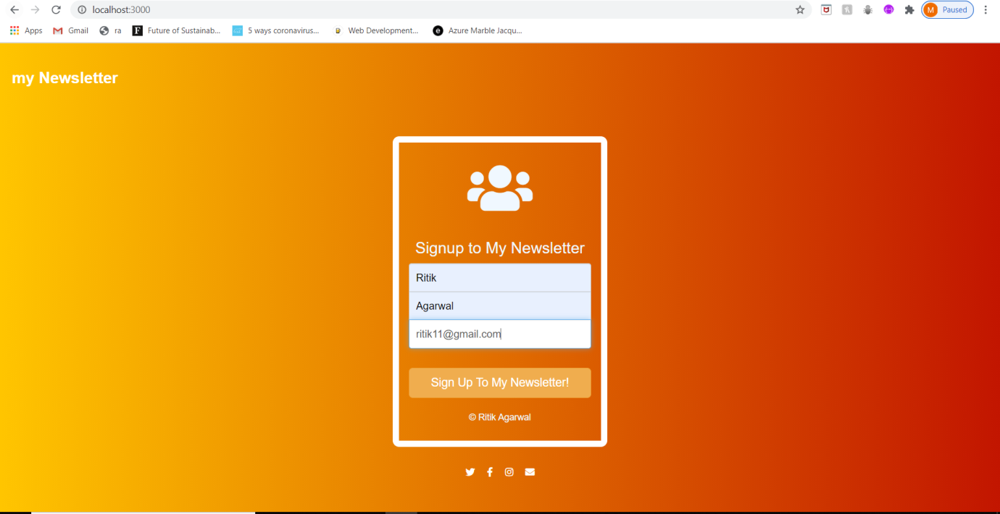 localhost:3000
M Paused
Apps
Gmail
ra
F Future of Sustainab...
5 ways coronavirus...
Web Development...
e Azure Marble Jacqu...
my Newsletter
Signup to My Newsletter
Ritik
Agarwal
ritik11@gmail.com
Sign Up To My Newsletter!
© Ritik Agarwal